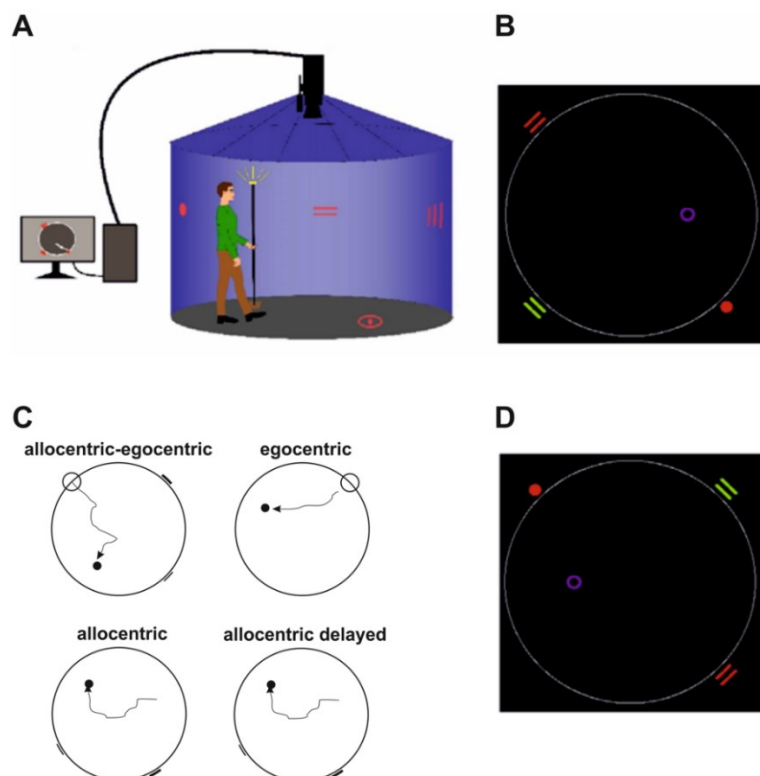 A
B
C
allocentric-egocentric
egocentric
allocentric
allocentric delayed
D